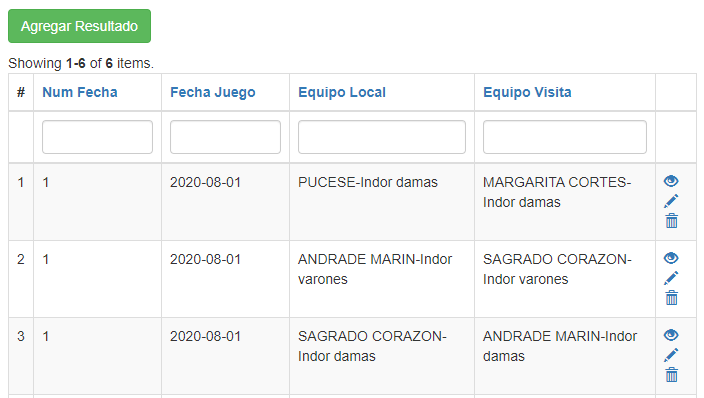 Agregar Resultado
Showing 1-6 of 6 items.
# Num Fecha Fecha Juego Equipo Local Equipo Visita
1 1 2020-08-01 PUCESE-Indor damas MARGARITA CORTES-
Indor damas
2 1 2020-08-01 ANDRADE MARIN-Indor SAGRADO CORAZON-
varones Indor varones
3 1 2020-08-01 SAGRADO CORAZON- ANDRADE MARIN-Indor
Indor damas damas